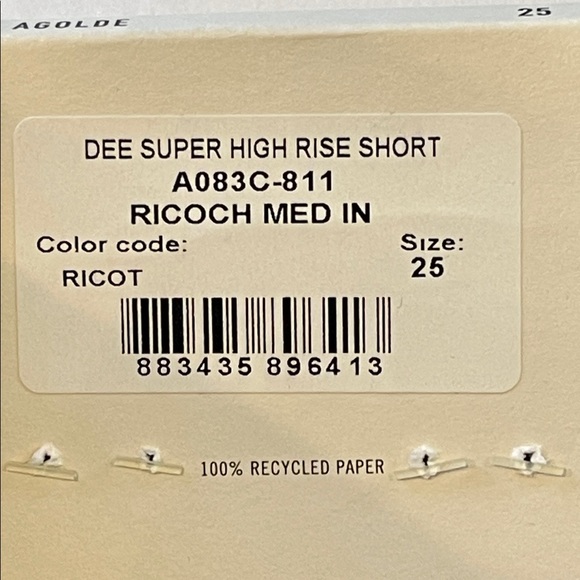 AGOLDE 25
DEE SUPER HIGH RISE SHORT
A083C-811
RICOCH MED IN
Color code: Size:
RICOT 25
883435 896413
100% RECYCLED PAPER